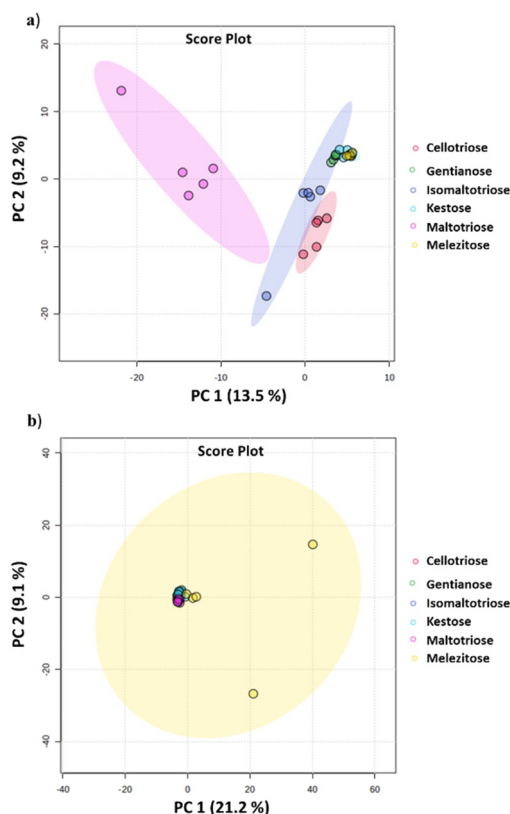 a)
Score Plot
20
10
0
-10
-20
PC 2 (9.2 %)
-20
-10
0
10
PC 1 (13.5 %)
Cellotriose
Gentianose
Isomaltotriose
Kestose
Maltotriose
Melezitose
b)
Score Plot
40
20
0
-20
-40
PC 2 (9.1 %)
-40
-20
0
20
40
60
PC 1 (21.2 %)
Cellotriose
Gentianose
Isomaltotriose
Kestose
Maltotriose
Melezitose